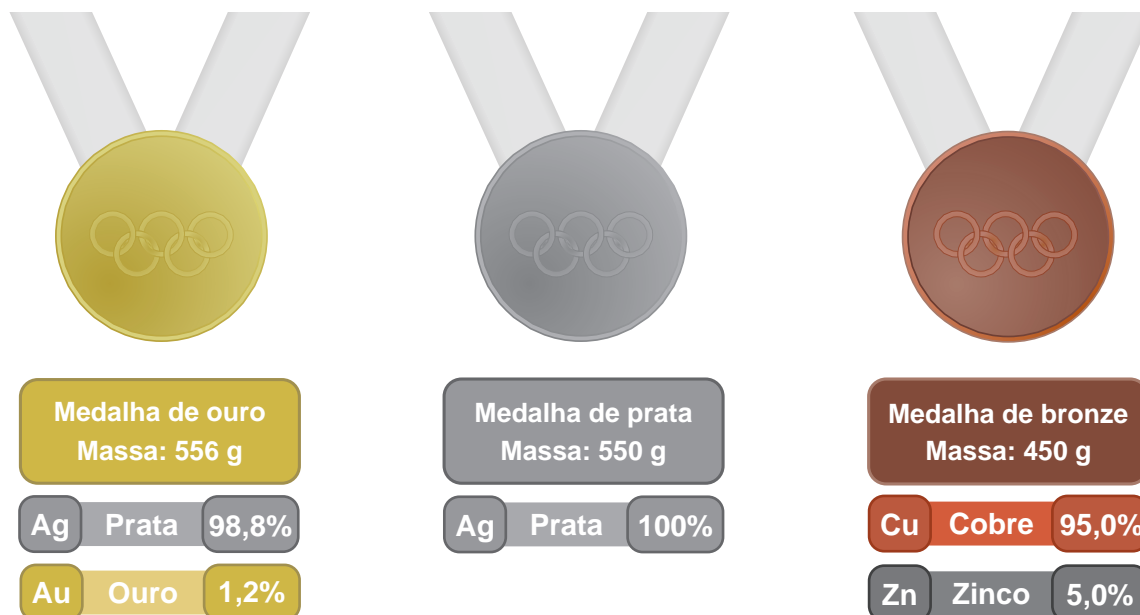 Medalha de ouro
Massa: 556 g
Ag Prata 98,8%
Au Ouro 1,2%
Medalha de prata
Massa: 550 g
Ag Prata 100%
Medalha de bronze
Massa: 450 g
Cu Cobre 95,0%
Zn Zinco 5,0%